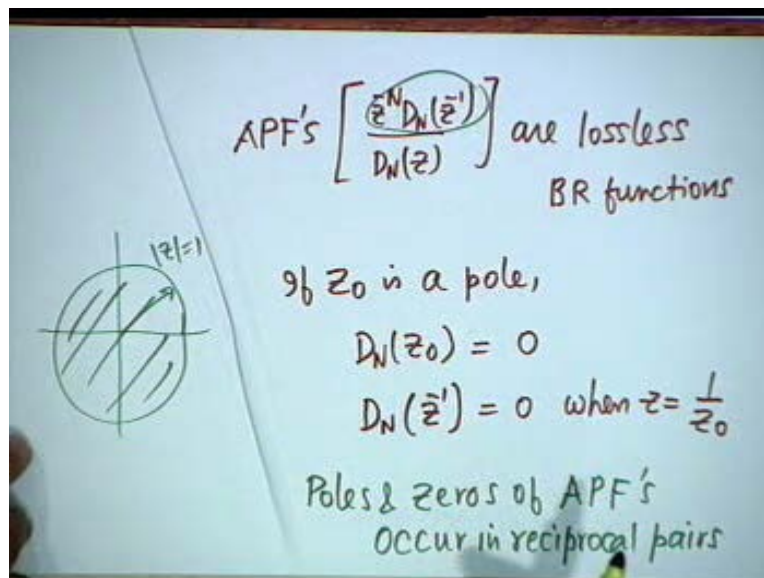 APF's [ z⁻ᴺ D_N(z⁻¹) / D_N(z) ] are lossless
BR functions
|z|=1
If z₀ is a pole,
D_N(z₀) = 0
D_N(z⁻¹) = 0 when z = 1/z₀
Poles & Zeros of APF's
occur in reciprocal pairs